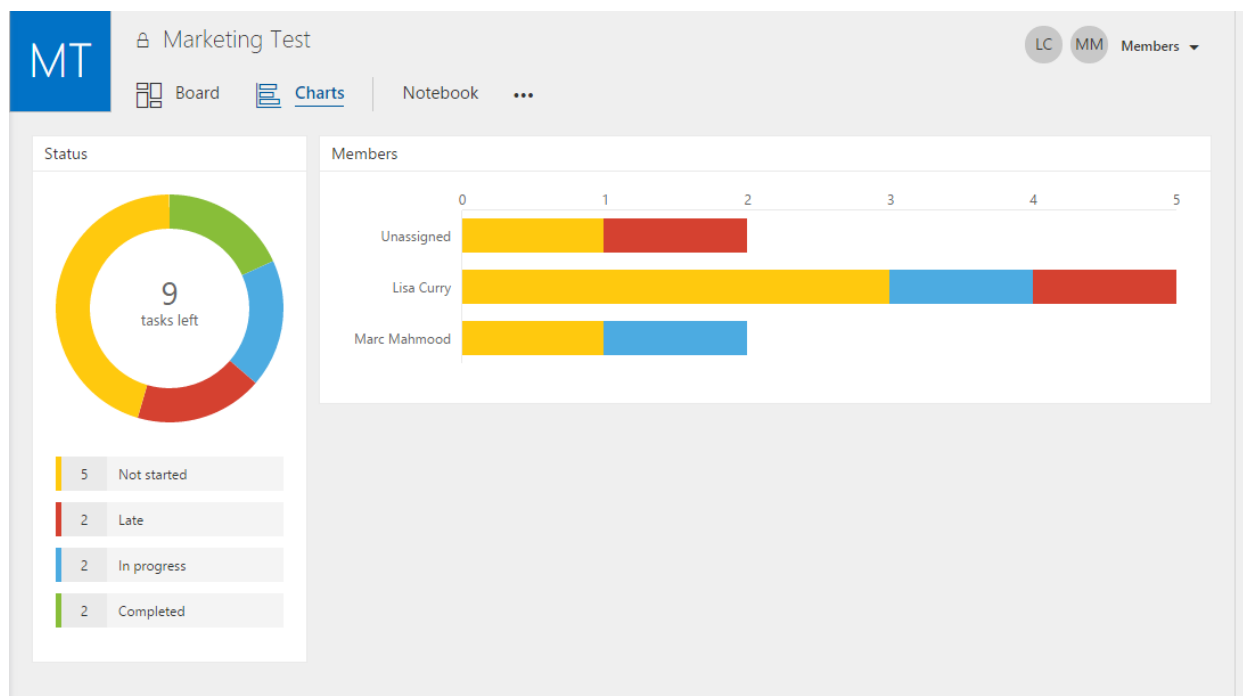 MT
Marketing Test
LC MM Members
Board Charts Notebook
Status
9
tasks left
5 Not started
2 Late
2 In progress
2 Completed
Members
0 1 2 3 4 5
Unassigned
Lisa Curry
Marc Mahmood